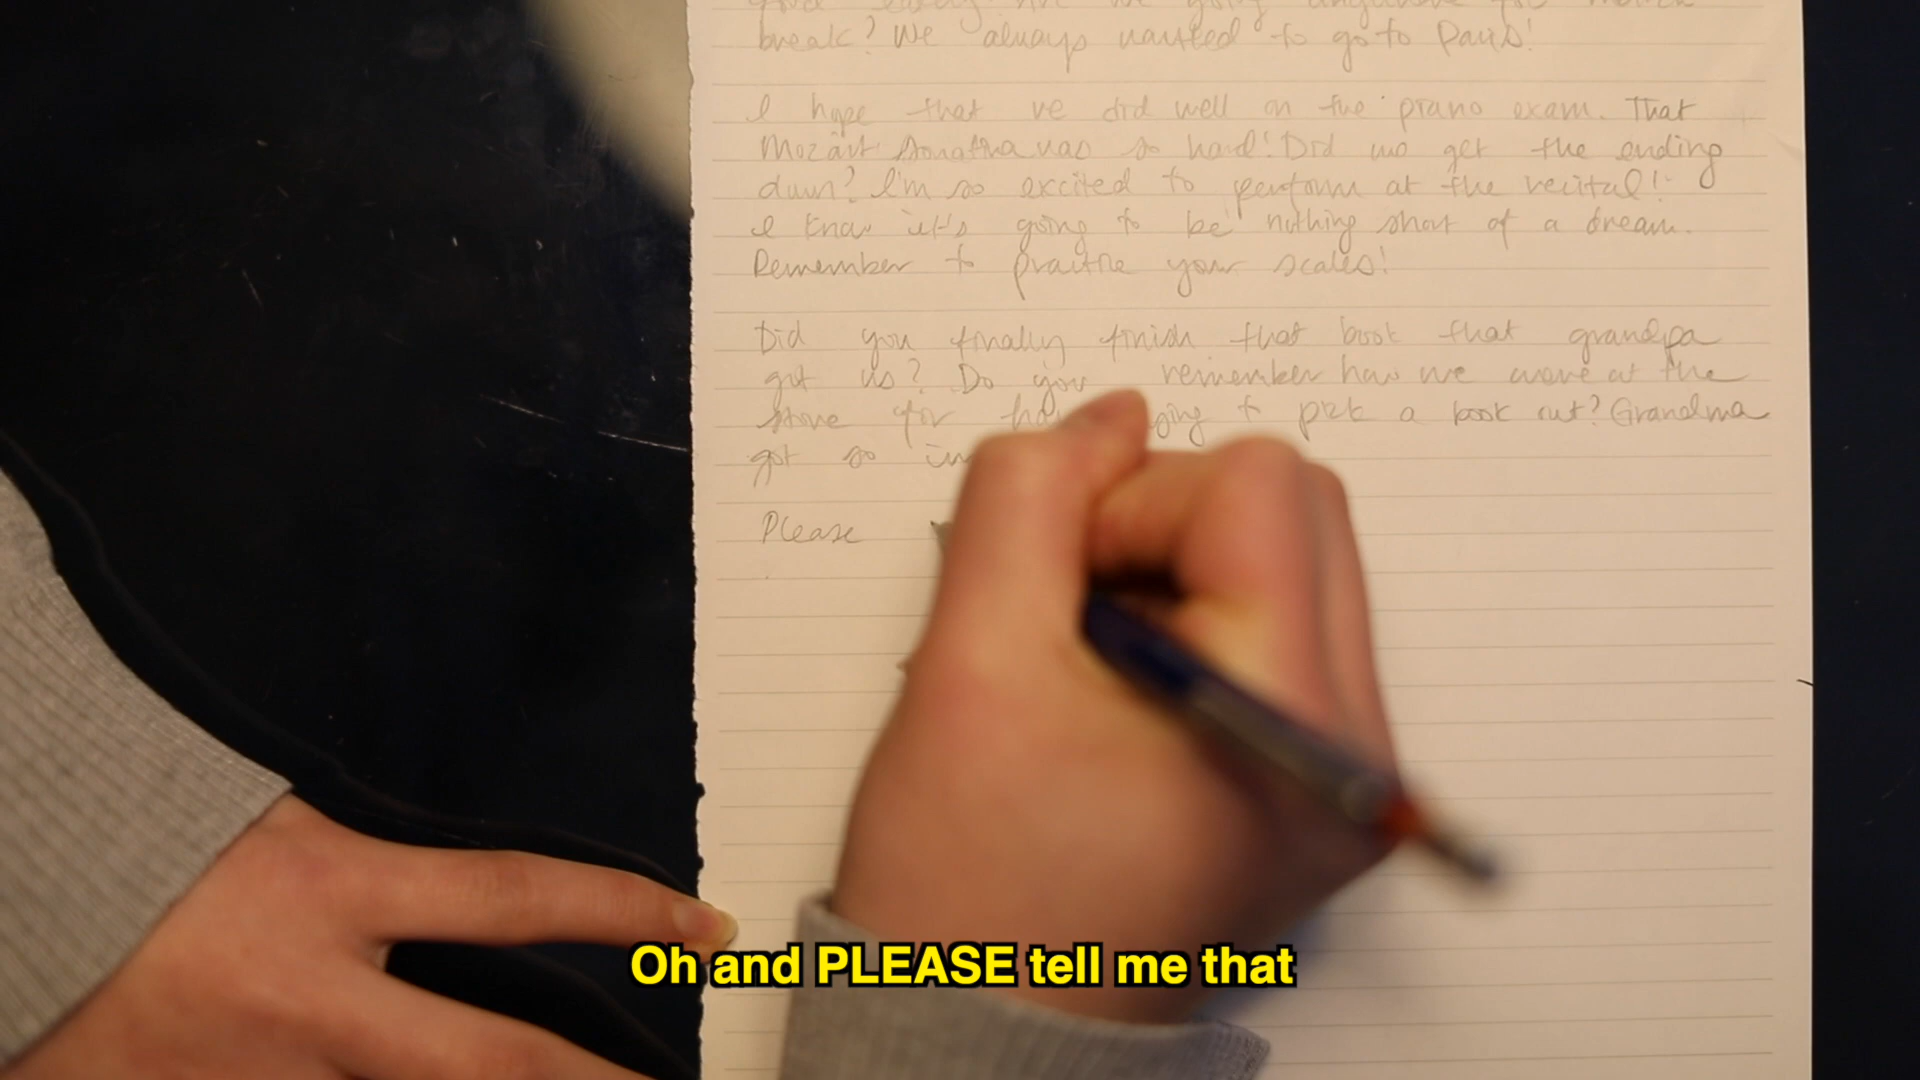 break? We always wanted to go to Paris!
I hope that we did well on the piano exam. That
Mozart Sonatha was so hard! Did we get the ending
down? I'm so excited to perform at the recital!
I know it's going to be nothing short of a dream.
Remember to practice your scales!
Did you finally finish that book that grandpa
got us? Do you remember how we were at the
store for to pick a book out? Grandma
got so
Please
Oh and PLEASE tell me that